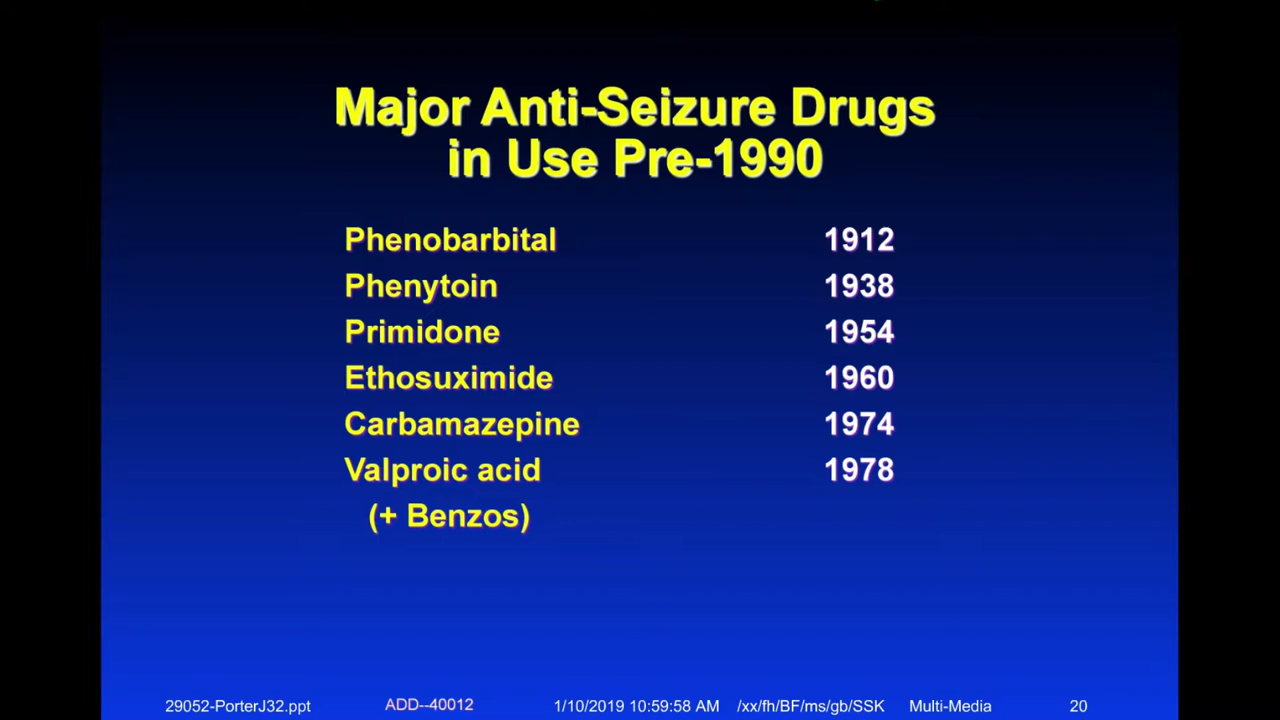 Major Anti-Seizure Drugs
in Use Pre-1990
Phenobarbital 1912
Phenytoin 1938
Primidone 1954
Ethosuximide 1960
Carbamazepine 1974
Valproic acid 1978
(+ Benzos)
29052-PorterJ32.ppt ADD--40012 1/10/2019 10:59:58 AM /xx/fh/BF/ms/gb/SSK Multi-Media 20